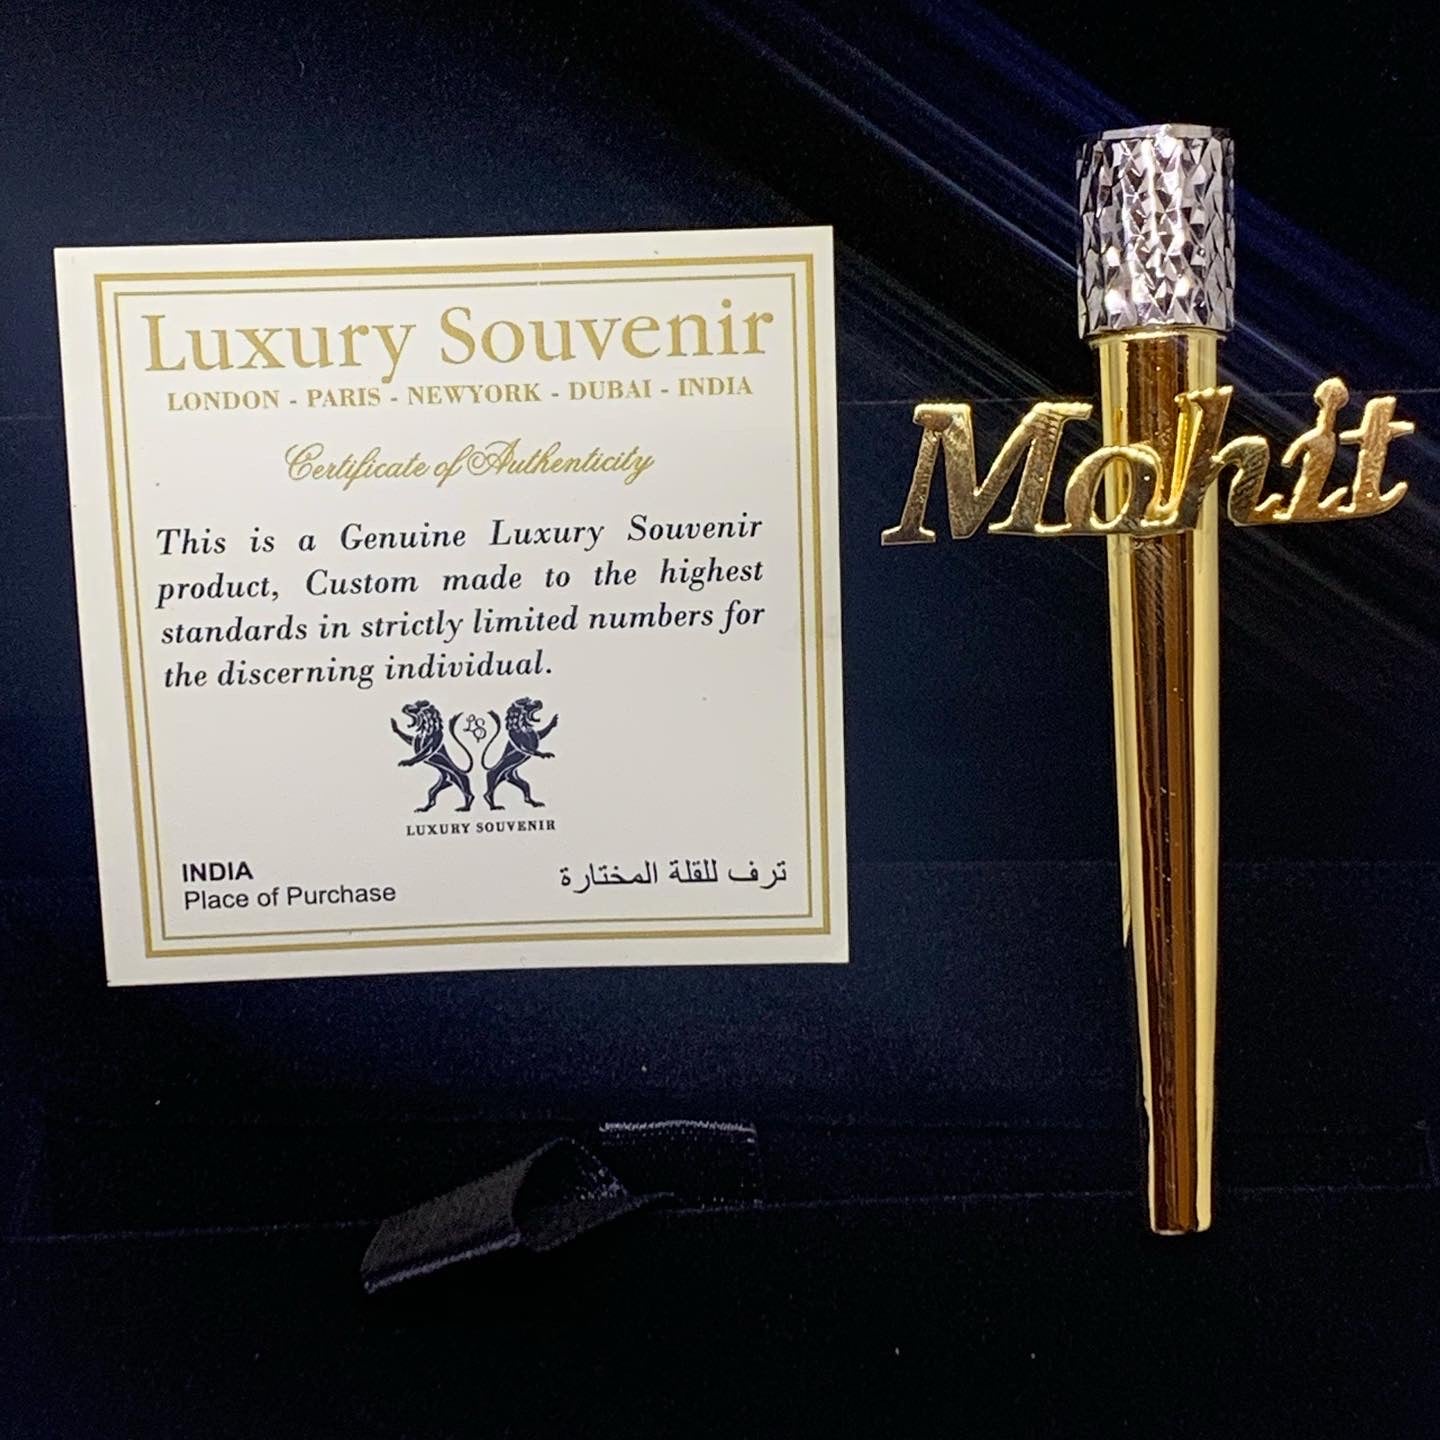 Luxury Souvenir
LONDON - PARIS - NEWYORK - DUBAI - INDIA
Certificate of Authenticity
This is a Genuine Luxury Souvenir
product, Custom made to the highest
standards in strictly limited numbers for
the discerning individual.
LS
LUXURY SOUVENIR
INDIA
Place of Purchase
ترف للقلة المختارة
Mohit